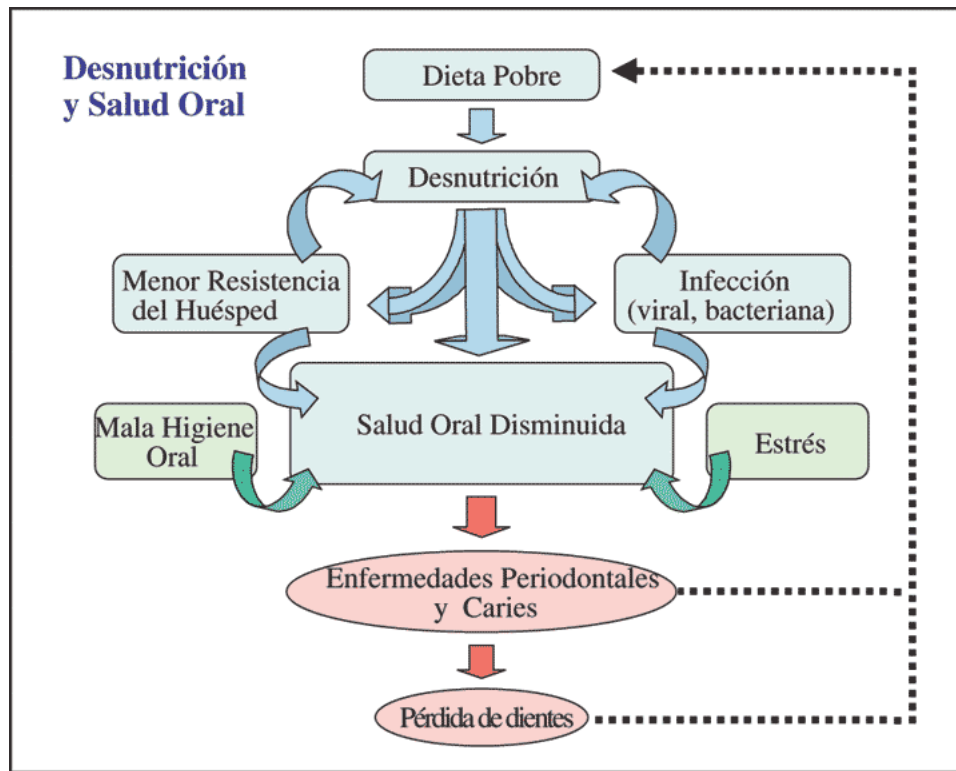 Desnutrición
y Salud Oral
Dieta Pobre
Desnutrición
Menor Resistencia
del Huésped
Infección
(viral, bacteriana)
Mala Higiene
Oral
Salud Oral Disminuida
Estrés
Enfermedades Periodontales
y Caries
Pérdida de dientes